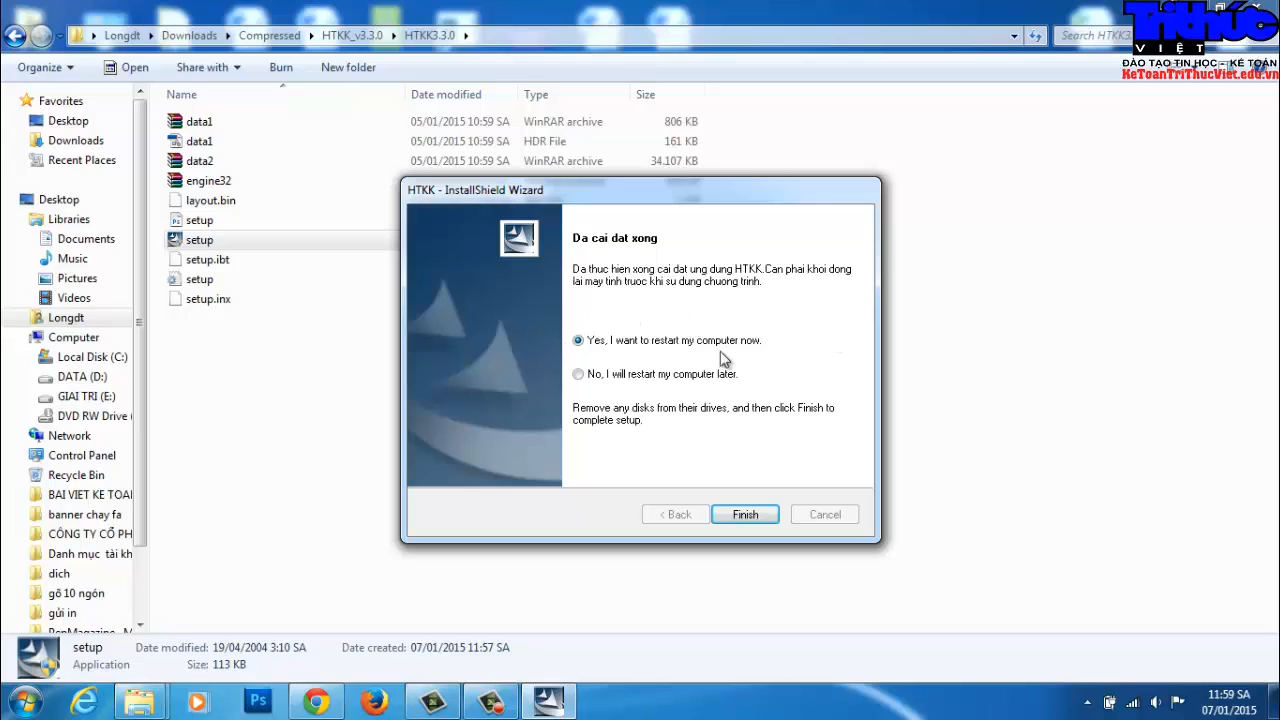 Longdt ▸ Downloads ▸ Compressed ▸ HTKK_v3.3.0 ▸ HTKK3.3.0 ▸
Search HTKK3
Trithức
VIỆT
ĐÀO TẠO TIN HỌC - KẾ TOÁN
KeToanTriThucViet.edu.vn
Organize Open Share with Burn New folder
Name Date modified Type Size
Favorites
Desktop
Downloads
Recent Places
Desktop
Libraries
Documents
Music
Pictures
Videos
Longdt
Computer
Local Disk (C:)
DATA (D:)
GIAI TRI (E:)
DVD RW Drive
Network
Control Panel
Recycle Bin
BAI VIET KE TOAN
banner chay fa
CÔNG TY CỔ PH
Danh mục tài kh
dich
gõ 10 ngón
gửi in
data1 05/01/2015 10:59 SA WinRAR archive 806 KB
data1 05/01/2015 10:59 SA HDR File 161 KB
data2 05/01/2015 10:59 SA WinRAR archive 34.107 KB
engine32
layout.bin
setup
setup
setup.ibt
setup
setup.inx
HTKK - InstallShield Wizard
Da cai dat xong
Da thuc hien xong cai dat ung dung HTKK.Can phai khoi dong
lai may tinh truoc khi su dung chuong trinh.
Yes, I want to restart my computer now.
No, I will restart my computer later.
Remove any disks from their drives, and then click Finish to
complete setup.
< Back Finish Cancel
setup Date modified: 19/04/2004 3:10 SA Date created: 07/01/2015 11:57 SA
Application Size: 113 KB
Ps
11:59 SA
07/01/2015